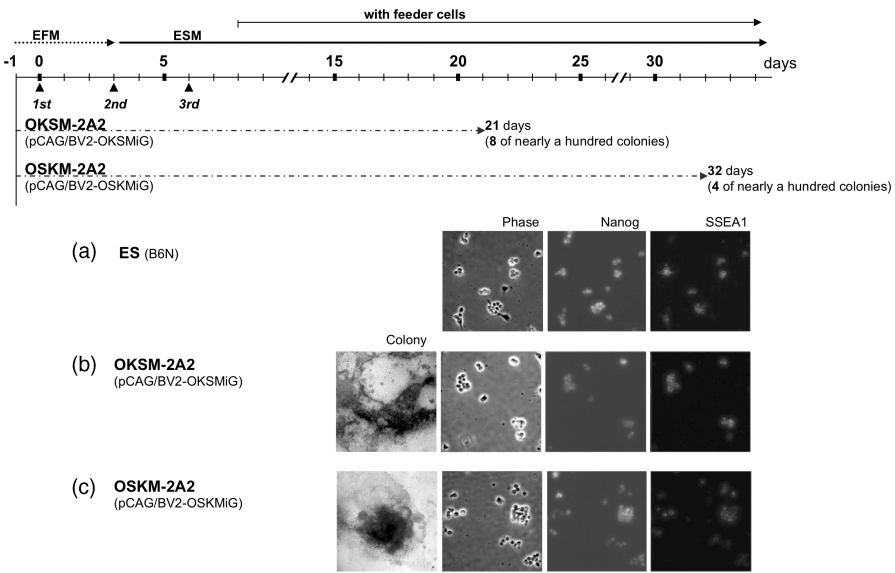 with feeder cells
EFM ESM
-1 0 5 15 20 25 30 days
1st 2nd 3rd
OKSM-2A2
(pCAG/BV2-OKSMiG)
21 days
(8 of nearly a hundred colonies)
OSKM-2A2
(pCAG/BV2-OSKMiG)
32 days
(4 of nearly a hundred colonies)
Phase Nanog SSEA1
(a) ES (B6N)
Colony
(b) OKSM-2A2
(pCAG/BV2-OKSMiG)
(c) OSKM-2A2
(pCAG/BV2-OSKMiG)